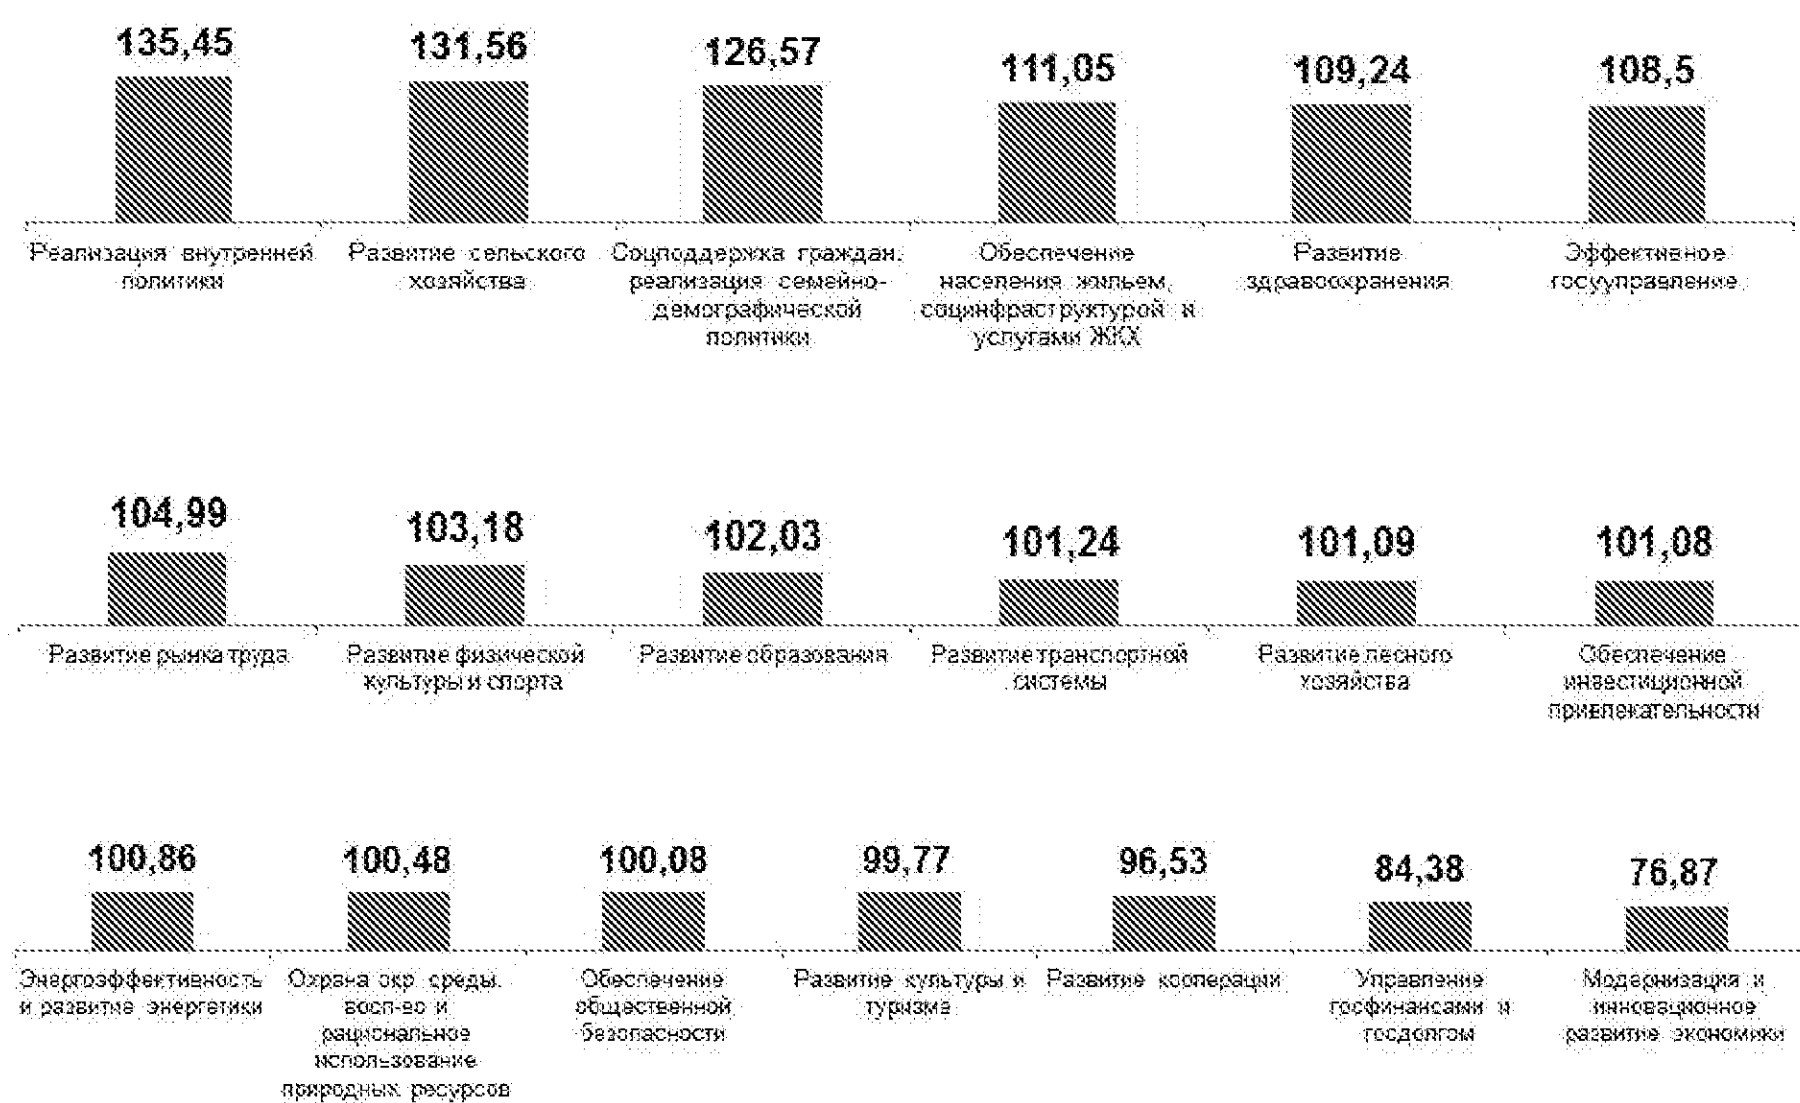 135,45 131,56 126,57 111,05 109,24 108,5
Реализация внутренней
политики
Развитие сельского
хозяйства
Соцподдержка граждан,
реализация семейно-
демографической
политики
Обеспечение
населения жильем,
социнфраструктурой и
услугами ЖКХ
Развитие
здравоохранения
Эффективное
госууправление
104,99 103,18 102,03 101,24 101,09 101,08
Развитие рынка труда
Развитие физической
культуры и спорта
Развитие образования
Развитие транспортной
системы
Развитие лесного
хозяйства
Обеспечение
инвестиционной
привлекательности
100,86 100,48 100,08 99,77 96,53 84,38 76,87
Энергоэффективность
и развитие энергетики
Охрана окр. среды,
восп-во и
рациональное
использование
природных ресурсов
Обеспечение
общественной
безопасности
Развитие культуры и
туризма
Развитие кооперации
Управление
госфинансами и
госдолгом
Модернизация и
инновационное
развитие экономики